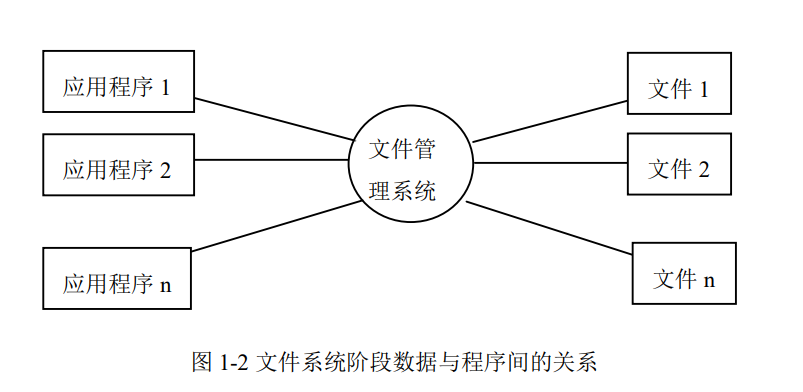 应用程序 1
文件 1
应用程序 2
文件管
理系统
文件 2
应用程序 n
文件 n
图 1-2 文件系统阶段数据与程序间的关系